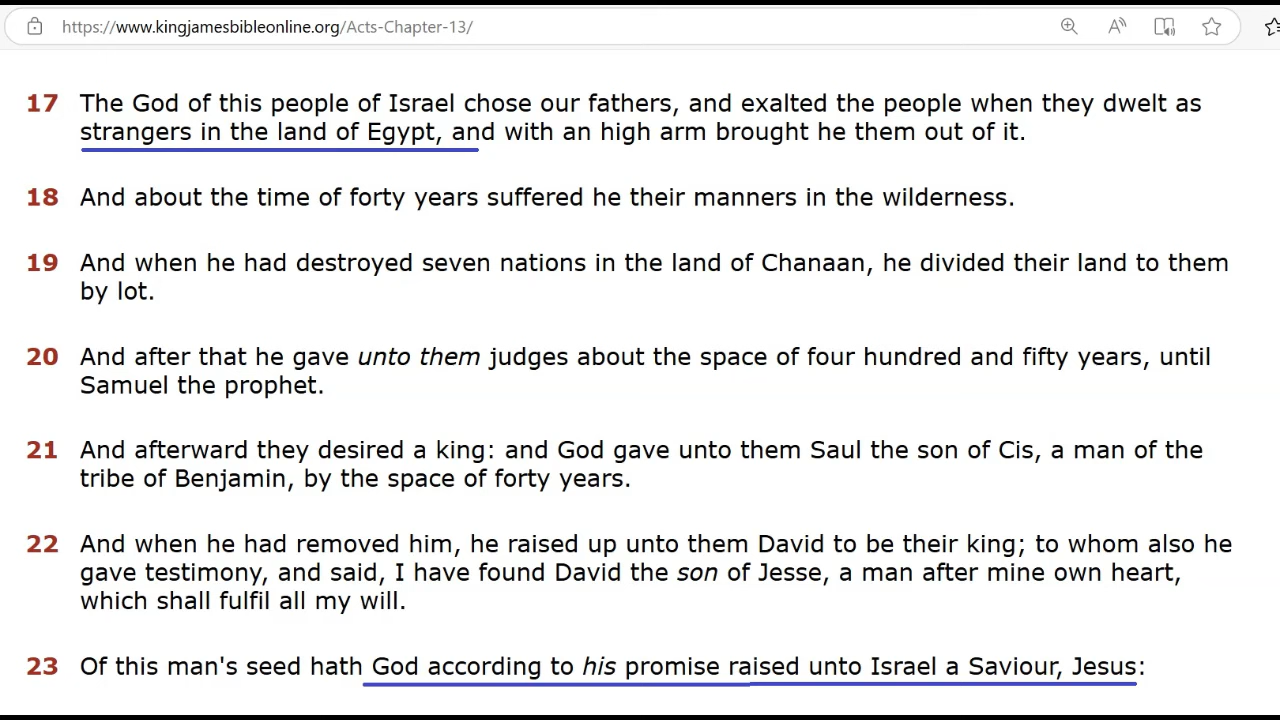 https://www.kingjamesbibleonline.org/Acts-Chapter-13/
17 The God of this people of Israel chose our fathers, and exalted the people when they dwelt as
strangers in the land of Egypt, and with an high arm brought he them out of it.
18 And about the time of forty years suffered he their manners in the wilderness.
19 And when he had destroyed seven nations in the land of Chanaan, he divided their land to them
by lot.
20 And after that he gave unto them judges about the space of four hundred and fifty years, until
Samuel the prophet.
21 And afterward they desired a king: and God gave unto them Saul the son of Cis, a man of the
tribe of Benjamin, by the space of forty years.
22 And when he had removed him, he raised up unto them David to be their king; to whom also he
gave testimony, and said, I have found David the son of Jesse, a man after mine own heart,
which shall fulfil all my will.
23 Of this man's seed hath God according to his promise raised unto Israel a Saviour, Jesus: